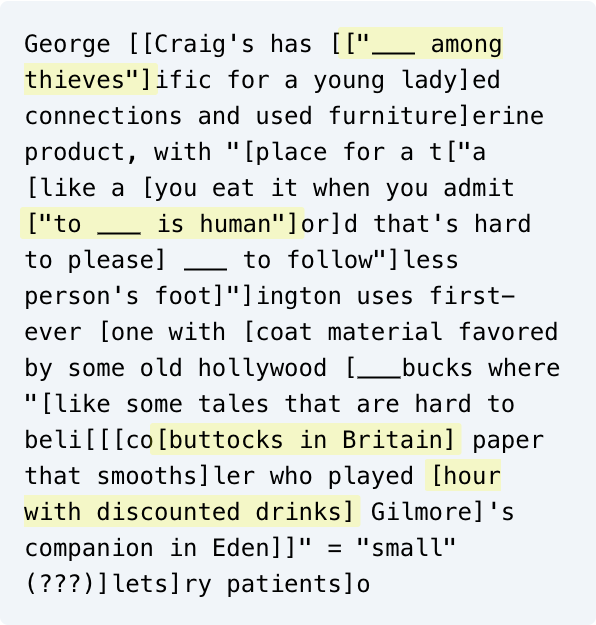 George [[Craig's has [["___ among
thieves"]ific for a young lady]ed
connections and used furniture]erine
product, with "[place for a t["a
[like a [you eat it when you admit
["to ___ is human"]or]d that's hard
to please] ___ to follow"]less
person's foot]"]ington uses first-
ever [one with [coat material favored
by some old hollywood [___bucks where
"[like some tales that are hard to
beli[[[co[buttocks in Britain] paper
that smooths]ler who played [hour
with discounted drinks] Gilmore]'s
companion in Eden]]" = "small"
(???)]lets]ry patients]o